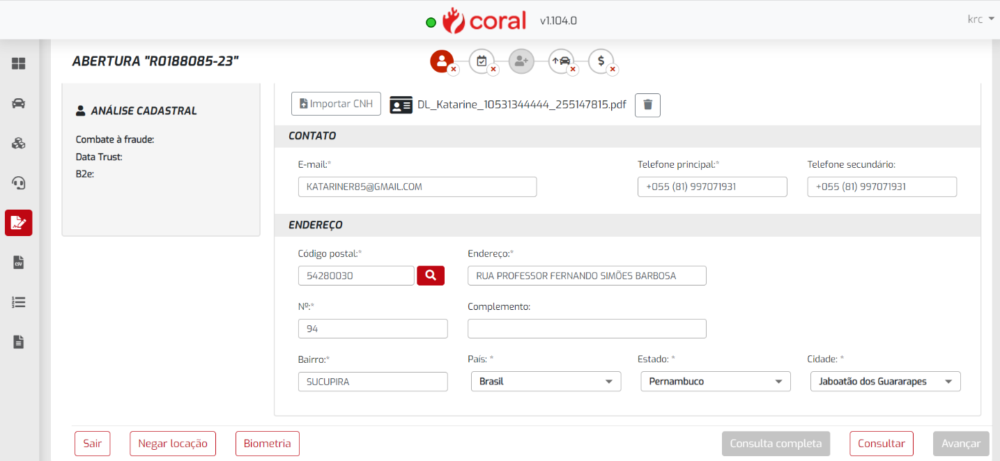 coral v1.104.0
krc
ABERTURA "R0188085-23"
$
ANÁLISE CADASTRAL
Combate à fraude:
Data Trust:
B2e:
Importar CNH DL_Katarine_10531344444_255147815.pdf
CONTATO
E-mail:* Telefone principal:* Telefone secundário:
KATARINER85@GMAIL.COM +055 (81) 997071931 +055 (81) 997071931
ENDEREÇO
Código postal:* Endereço:*
54280030 RUA PROFESSOR FERNANDO SIMÕES BARBOSA
Nº:* Complemento:
94
Bairro:* País: * Estado: * Cidade: *
SUCUPIRA Brasil Pernambuco Jaboatão dos Guararapes
CSV
Sair Negar locação Biometria Consulta completa Consultar Avançar